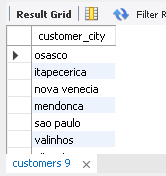 Result Grid Filter R
customer_city
osasco
itapecerica
nova venecia
mendonca
sao paulo
valinhos
customers 9